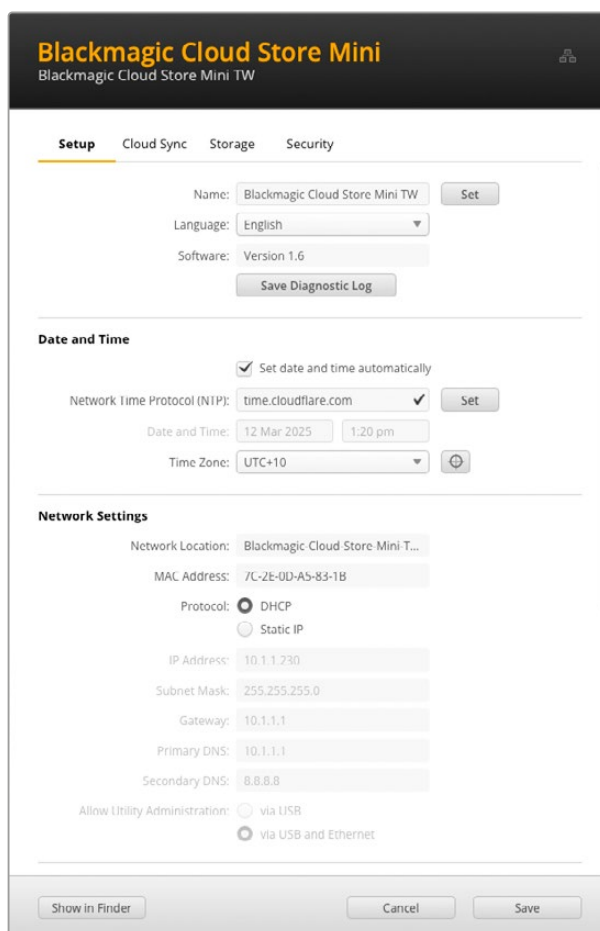 Blackmagic Cloud Store Mini
Blackmagic Cloud Store Mini TW
Setup Cloud Sync Storage Security
Name: Blackmagic Cloud Store Mini TW Set
Language: English
Software: Version 1.6
Save Diagnostic Log
Date and Time
Set date and time automatically
Network Time Protocol (NTP): time.cloudflare.com Set
Date and Time: 12 Mar 2025 1:20 pm
Time Zone: UTC+10
Network Settings
Network Location: Blackmagic-Cloud-Store-Mini-T...
MAC Address: 7C-2E-0D-A5-83-1B
Protocol: DHCP
Static IP
IP Address: 10.1.1.230
Subnet Mask: 255.255.255.0
Gateway: 10.1.1.1
Primary DNS: 10.1.1.1
Secondary DNS: 8.8.8.8
Allow Utility Administration: via USB
via USB and Ethernet
Show in Finder Cancel Save